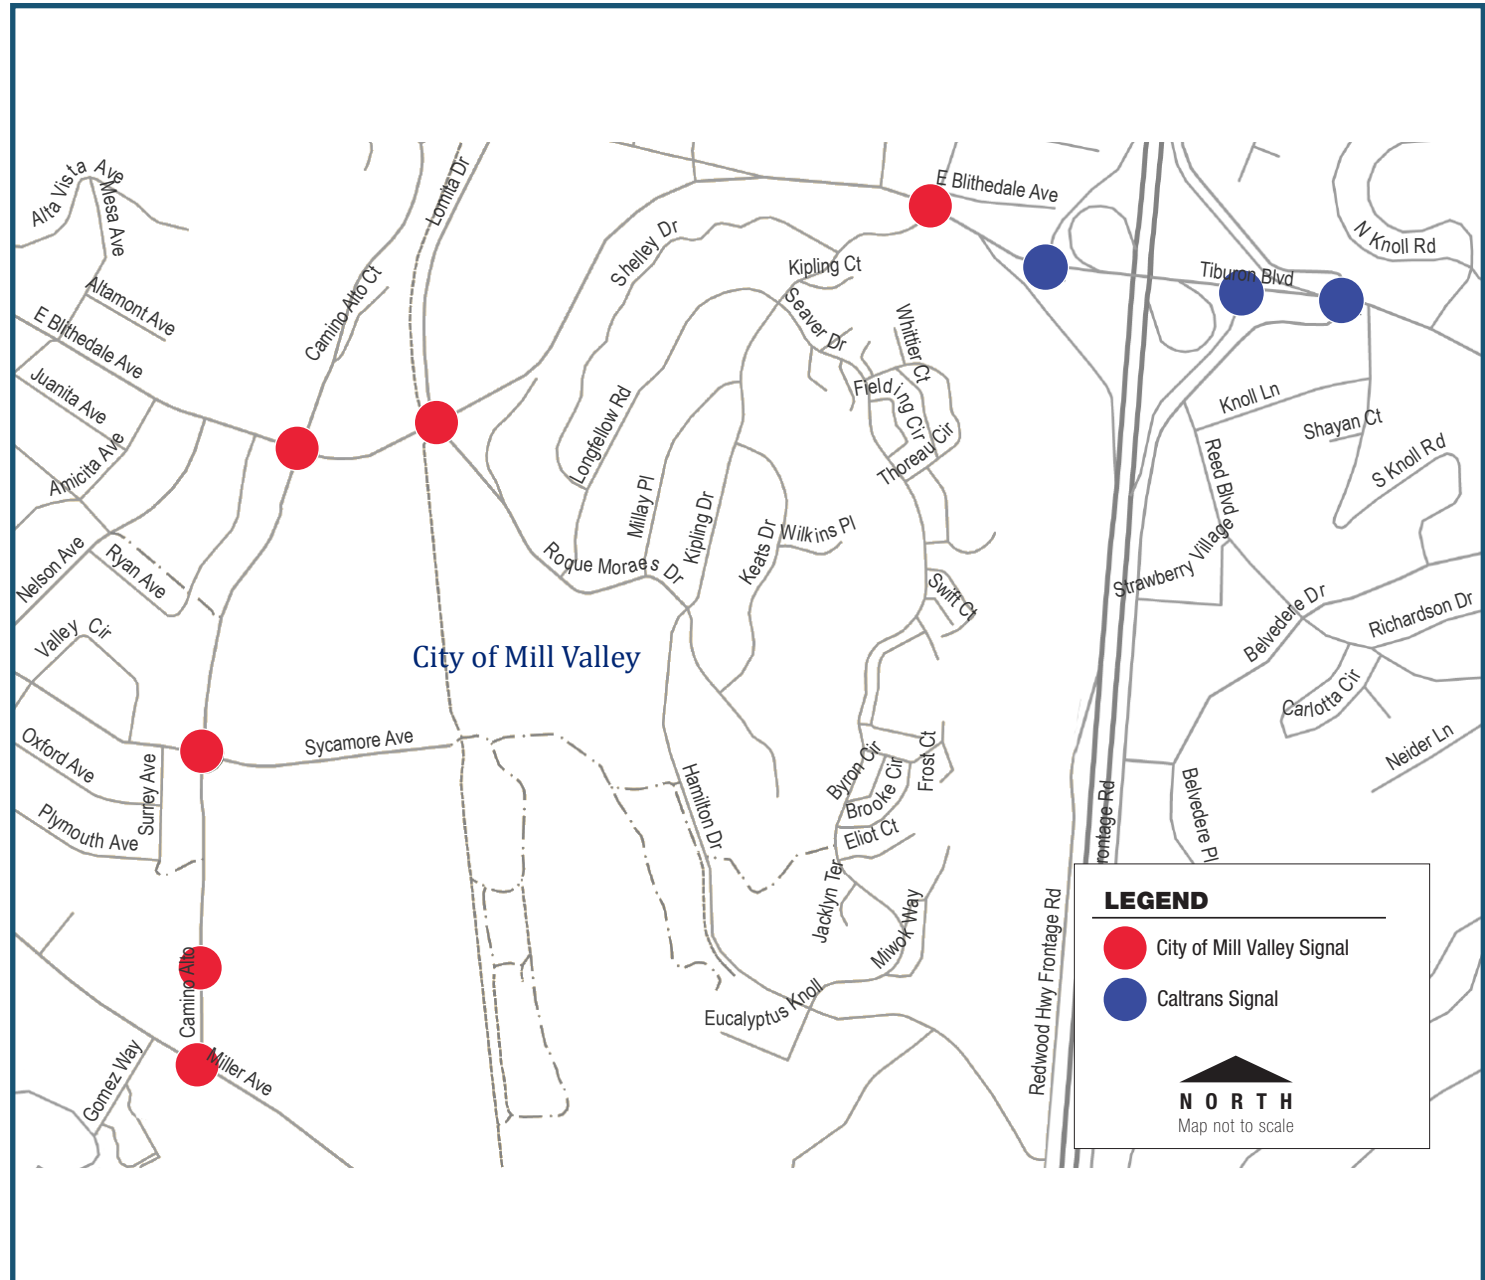 Alta Vista Ave
Mesa Ave
Lomita Dr
E Blithedale Ave
N Knoll Rd
Shelley Dr
Kipling Ct
Tiburon Blvd
Altamont Ave
Camino Alto Ct
Seaver Dr
Whittier Ct
E Blithedale Ave
Juanita Ave
Fielding Cir
Knoll Ln
Shayan Ct
Amicita Ave
Longfellow Rd
Thoreau Cir
Reed Blvd
S Knoll Rd
Millay Pl
Kipling Dr
Keats Dr
Wilkins Pl
Nelson Ave
Ryan Ave
Roque Moraes Dr
Strawberry Village
Swift Ct
Valley Cir
City of Mill Valley
Belvedere Dr
Richardson Dr
Carlotta Cir
Oxford Ave
Sycamore Ave
Surrey Ave
Hamilton Dr
Byron Cir
Frost Ct
Neider Ln
Brooke Cir
Plymouth Ave
Eliot Ct
rontage Rd
Belvedere Pl
Jacklyn Ter
Miwok Way
Camino Alto
Eucalyptus Knoll
Redwood Hwy Frontage Rd
Miller Ave
Gomez Way
LEGEND
City of Mill Valley Signal
Caltrans Signal
NORTH
Map not to scale